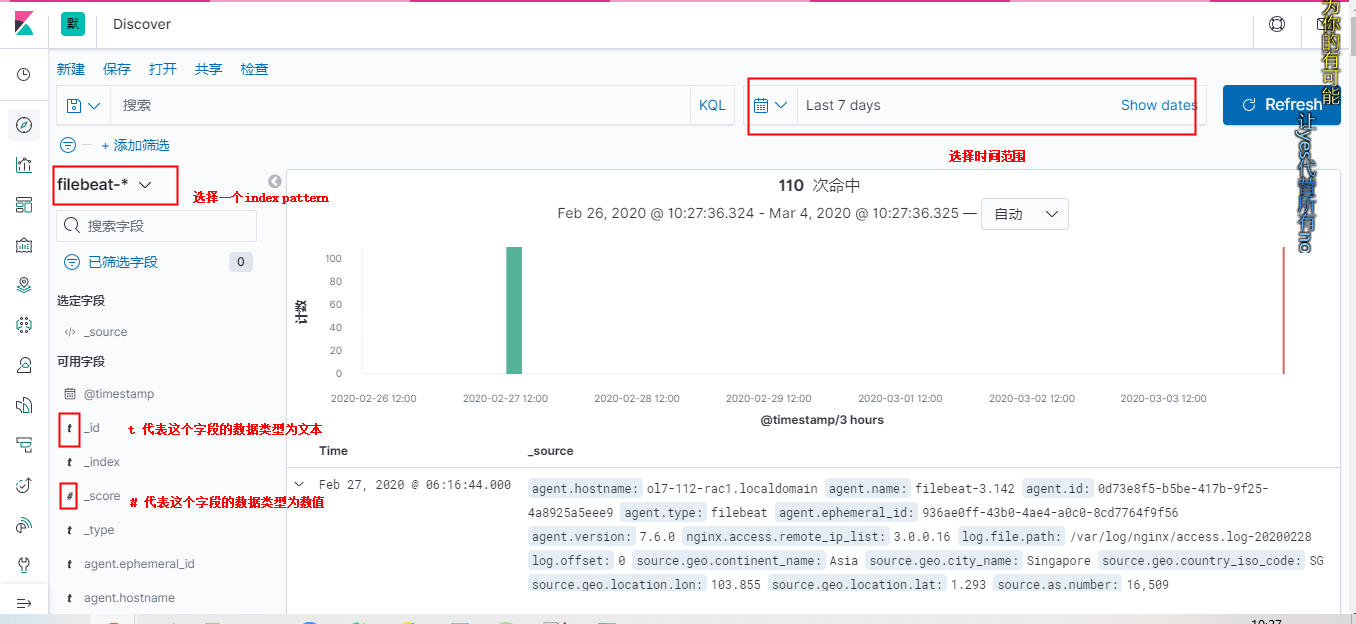 默 Discover
新建 保存 打开 共享 检查
搜索 KQL Last 7 days Show dates Refresh
+ 添加筛选
选择时间范围
filebeat-*
选择一个index pattern
搜索字段
已筛选字段 0
选定字段
</> _source
可用字段
@timestamp
t _id
t 代表这个字段的数据类型为文本
t _index
# _score
# 代表这个字段的数据类型为数值
t _type
t agent.ephemeral_id
t agent.hostname
110 次命中
Feb 26, 2020 @ 10:27:36.324 - Mar 4, 2020 @ 10:27:36.325 — 自动
计数
100
80
60
40
20
0
2020-02-26 12:00 2020-02-27 12:00 2020-02-28 12:00 2020-02-29 12:00 2020-03-01 12:00 2020-03-02 12:00 2020-03-03 12:00
@timestamp/3 hours
Time _source
Feb 27, 2020 @ 06:16:44.000
agent.hostname: ol7-112-rac1.localdomain agent.name: filebeat-3.142 agent.id: 0d73e8f5-b5be-417b-9f25-
4a8925a5eee9 agent.type: filebeat agent.ephemeral_id: 936ae0ff-43b0-4ae4-a0c0-8cd7764f9f56
agent.version: 7.6.0 nginx.access.remote_ip_list: 3.0.0.16 log.file.path: /var/log/nginx/access.log-20200228
log.offset: 0 source.geo.continent_name: Asia source.geo.city_name: Singapore source.geo.country_iso_code: SG
source.geo.location.lon: 103.855 source.geo.location.lat: 1.293 source.as.number: 16,509
为你的有可能
让yes代替所有no